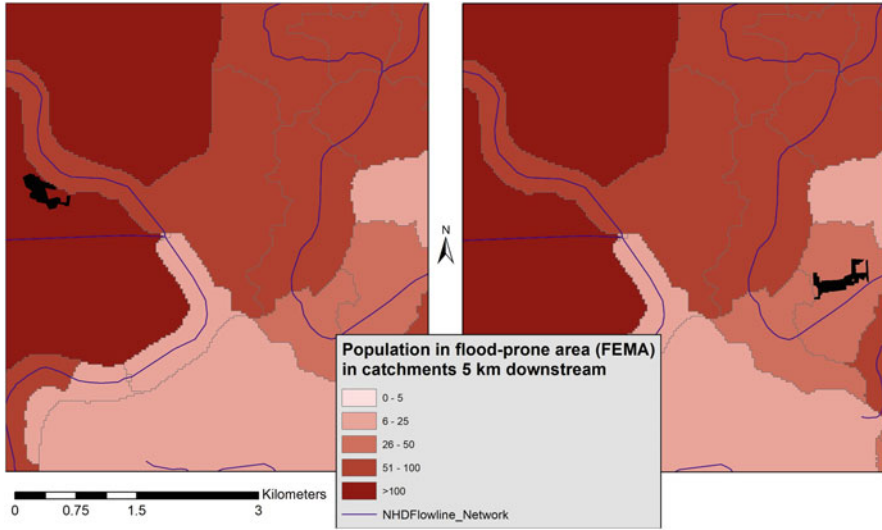 N
Population in flood-prone area (FEMA)
in catchments 5 km downstream
0 - 5
6 - 25
26 - 50
51 - 100
>100
NHDFlowline_Network
Kilometers
0 0.75 1.5 3